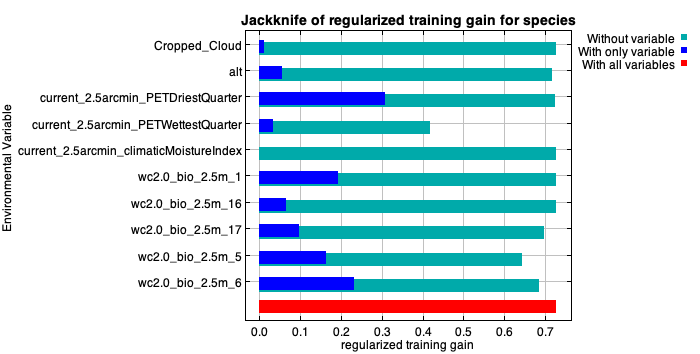 Jackknife of regularized training gain for species
Without variable
With only variable
With all variables
Environmental Variable
Cropped_Cloud
alt
current_2.5arcmin_PETDriestQuarter
current_2.5arcmin_PETWettestQuarter
current_2.5arcmin_climaticMoistureIndex
wc2.0_bio_2.5m_1
wc2.0_bio_2.5m_16
wc2.0_bio_2.5m_17
wc2.0_bio_2.5m_5
wc2.0_bio_2.5m_6
0.0 0.1 0.2 0.3 0.4 0.5 0.6 0.7
regularized training gain